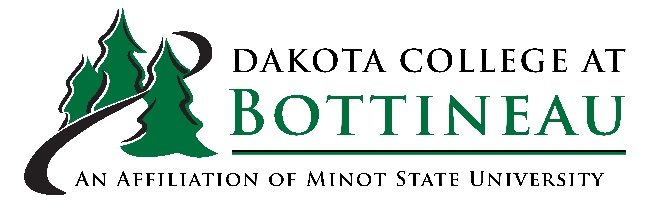 DAKOTA COLLEGE AT
BOTTINEAU
AN AFFILIATION OF MINOT STATE UNIVERSITY